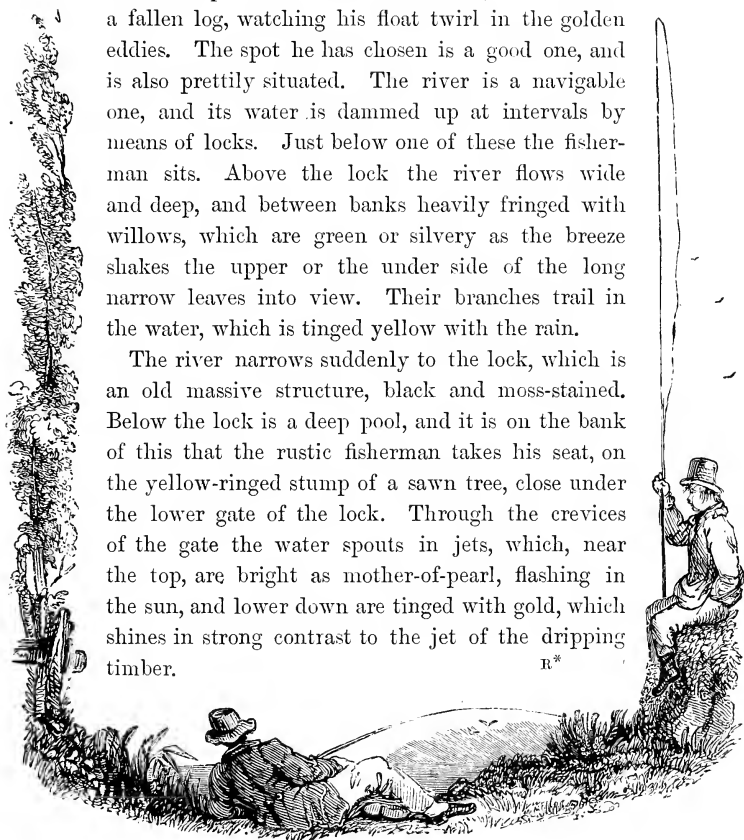 a fallen log, watching his float twirl in the golden
eddies. The spot he has chosen is a good one, and
is also prettily situated. The river is a navigable
one, and its water is dammed up at intervals by
means of locks. Just below one of these the fisher-
man sits. Above the lock the river flows wide
and deep, and between banks heavily fringed with
willows, which are green or silvery as the breeze
shakes the upper or the under side of the long
narrow leaves into view. Their branches trail in
the water, which is tinged yellow with the rain.
The river narrows suddenly to the lock, which is
an old massive structure, black and moss-stained.
Below the lock is a deep pool, and it is on the bank
of this that the rustic fisherman takes his seat, on
the yellow-ringed stump of a sawn tree, close under
the lower gate of the lock. Through the crevices
of the gate the water spouts in jets, which, near
the top, are bright as mother-of-pearl, flashing in
the sun, and lower down are tinged with gold, which
shines in strong contrast to the jet of the dripping
timber. R*